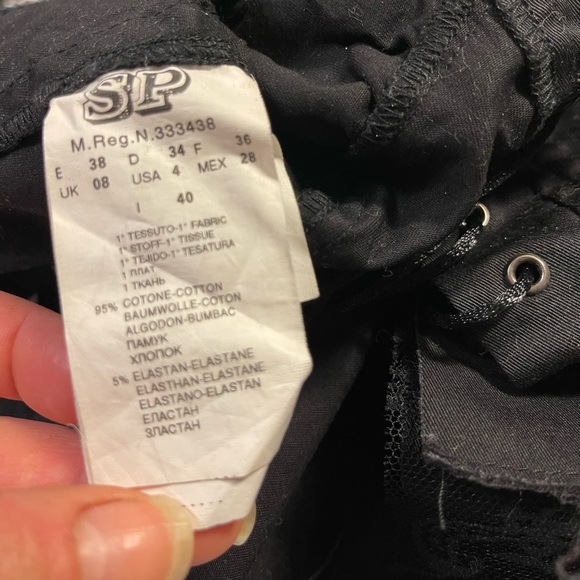 SP
M.Reg.N.333438
E 38 D 34 F 36
UK 08 USA 4 MEX 28
I 40
1° TESSUTO-1° FABRIC
1° STOFF-1° TISSUE
1° TEJIDO-1° TESATURA
1 ПЛАТ
1 ТКАНЬ
95% COTONE-COTTON
BAUMWOLLE-COTON
ALGODON-BUMBAC
ПАМУК
ХЛОПОК
5% ELASTAN-ELASTANE
ELASTHAN-ELASTANE
ELASTANO-ELASTAN
ЕЛАСТАН
ЭЛАСТАН